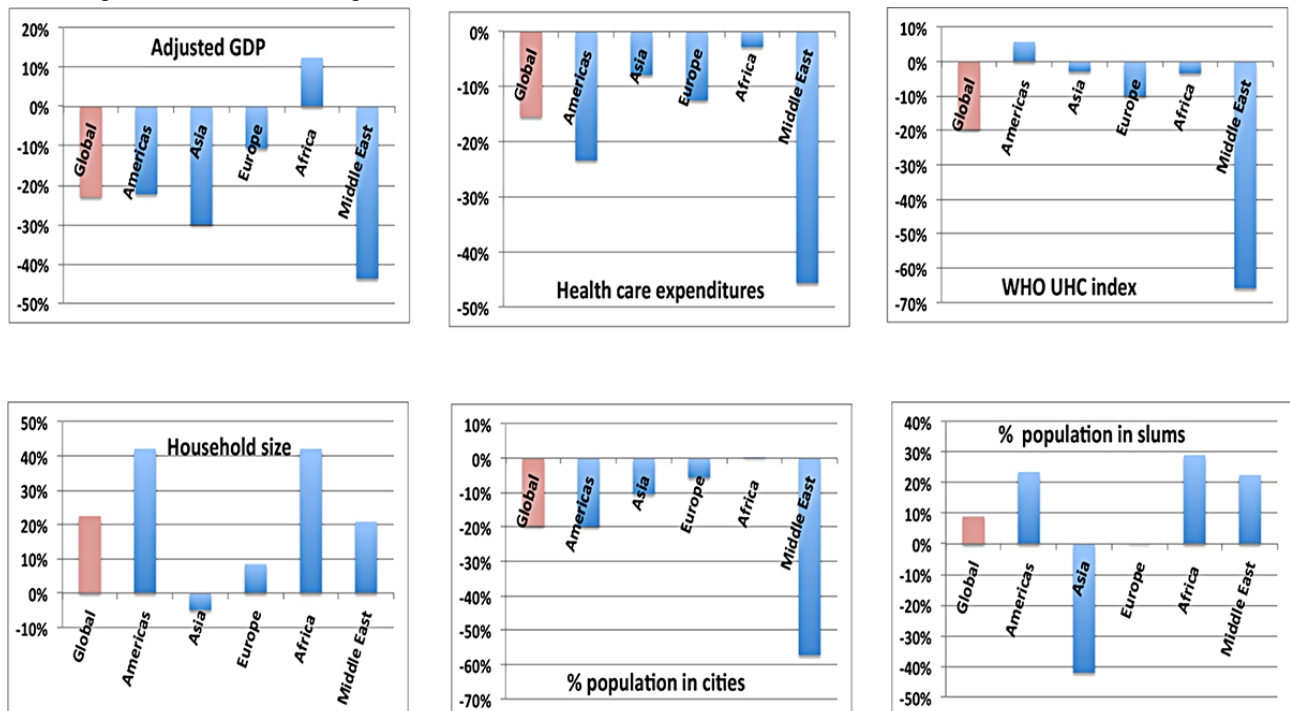 20%
10%
0%
-10%
-20%
-30%
-40%
-50%
Adjusted GDP
Global
Americas
Asia
Europe
Africa
Middle East
0%
-10%
-20%
-30%
-40%
-50%
Global
Americas
Asia
Europe
Africa
Middle East
Health care expenditures
10%
0%
-10%
-20%
-30%
-40%
-50%
-60%
-70%
Global
Americas
Asia
Europe
Africa
Middle East
WHO UHC index
50%
40%
30%
20%
10%
0%
-10%
Household size
Global
Americas
Asia
Europe
Africa
Middle East
10%
0%
-10%
-20%
-30%
-40%
-50%
-60%
-70%
Global
Americas
Asia
Europe
Africa
Middle East
% population in cities
40%
30%
20%
10%
0%
-10%
-20%
-30%
-40%
-50%
% population in slums
Global
Americas
Asia
Europe
Africa
Middle East